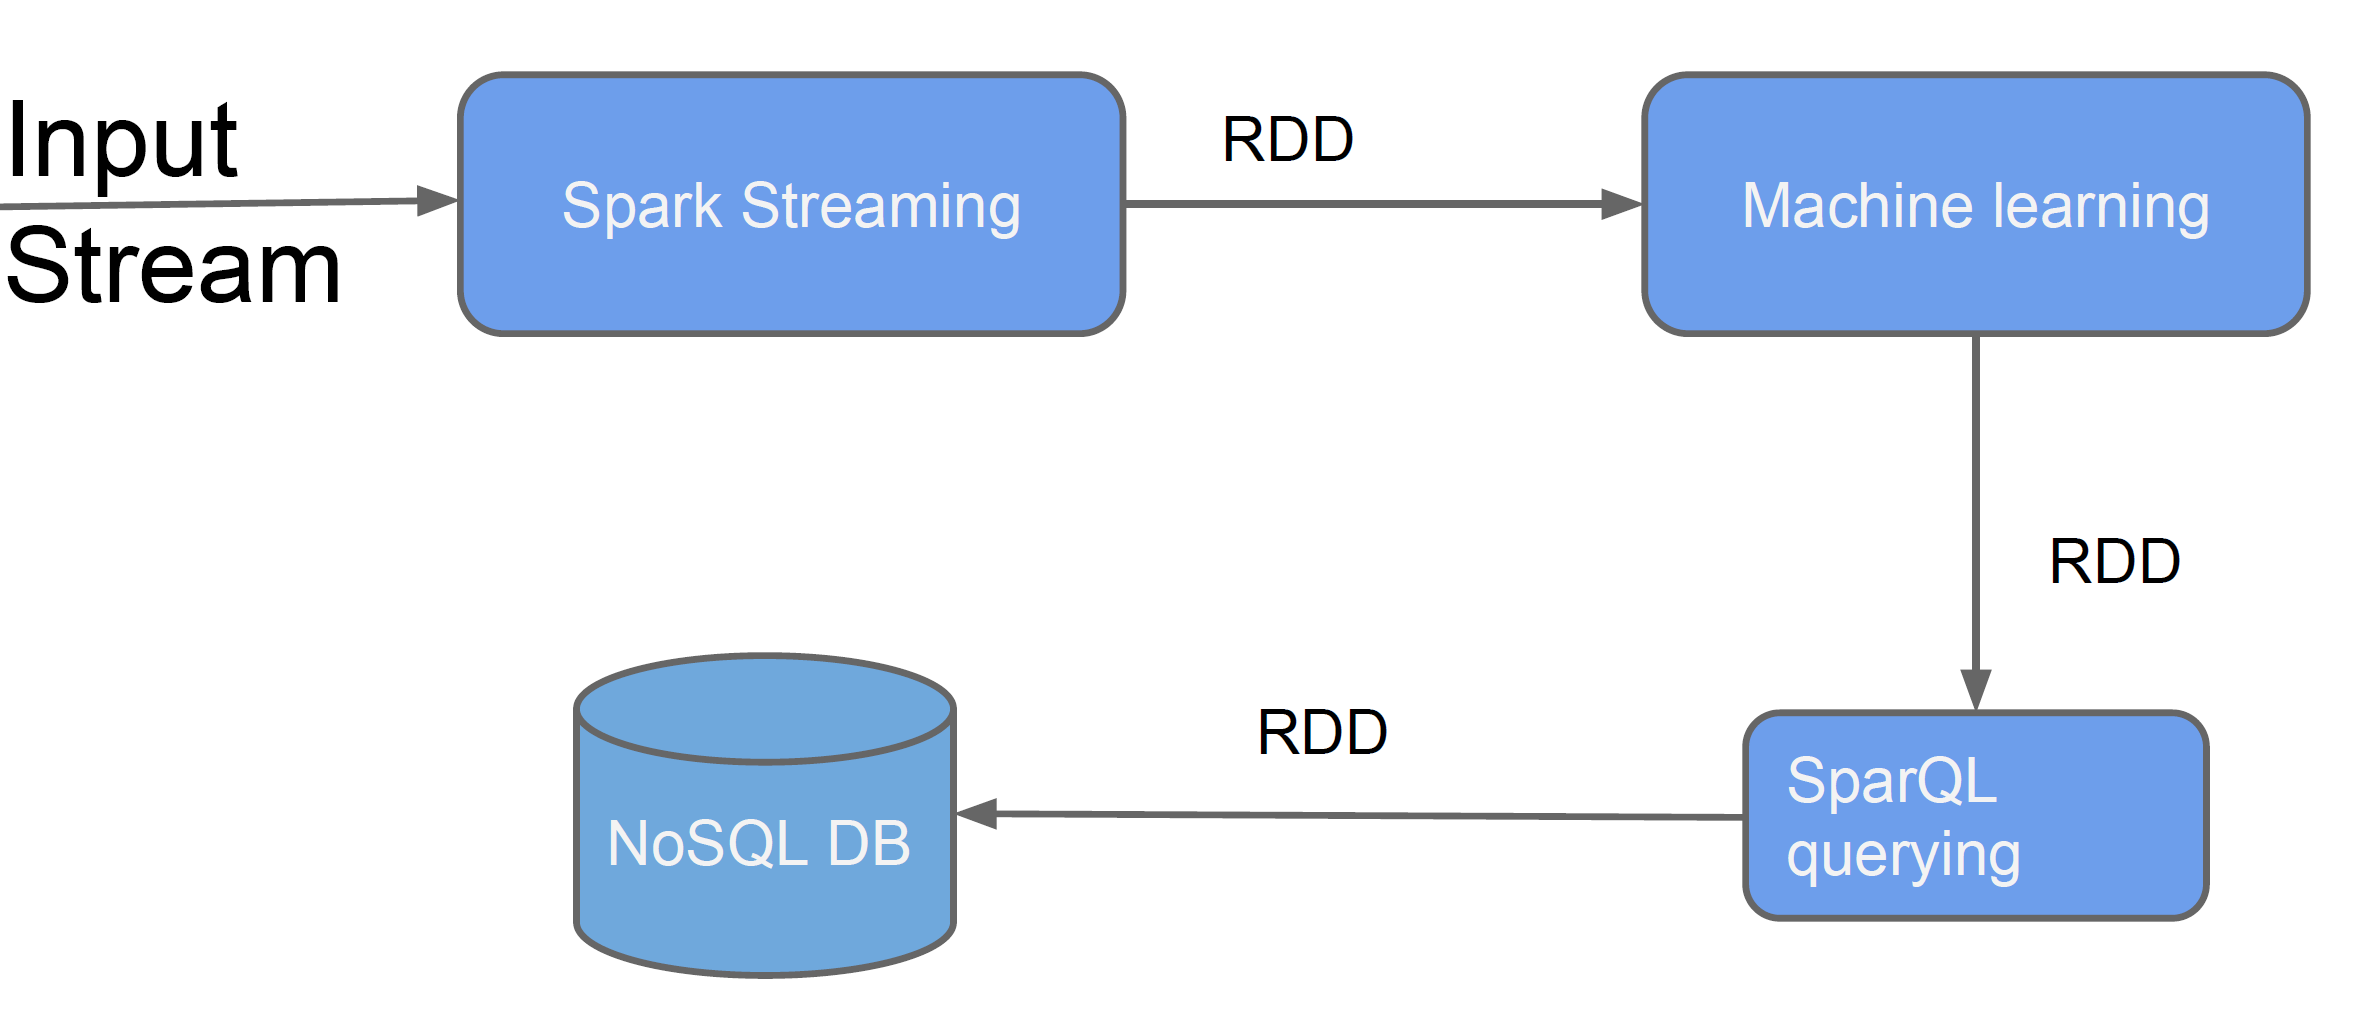 Input
Stream
Spark Streaming
RDD
Machine learning
RDD
SparQL
querying
RDD
NoSQL DB